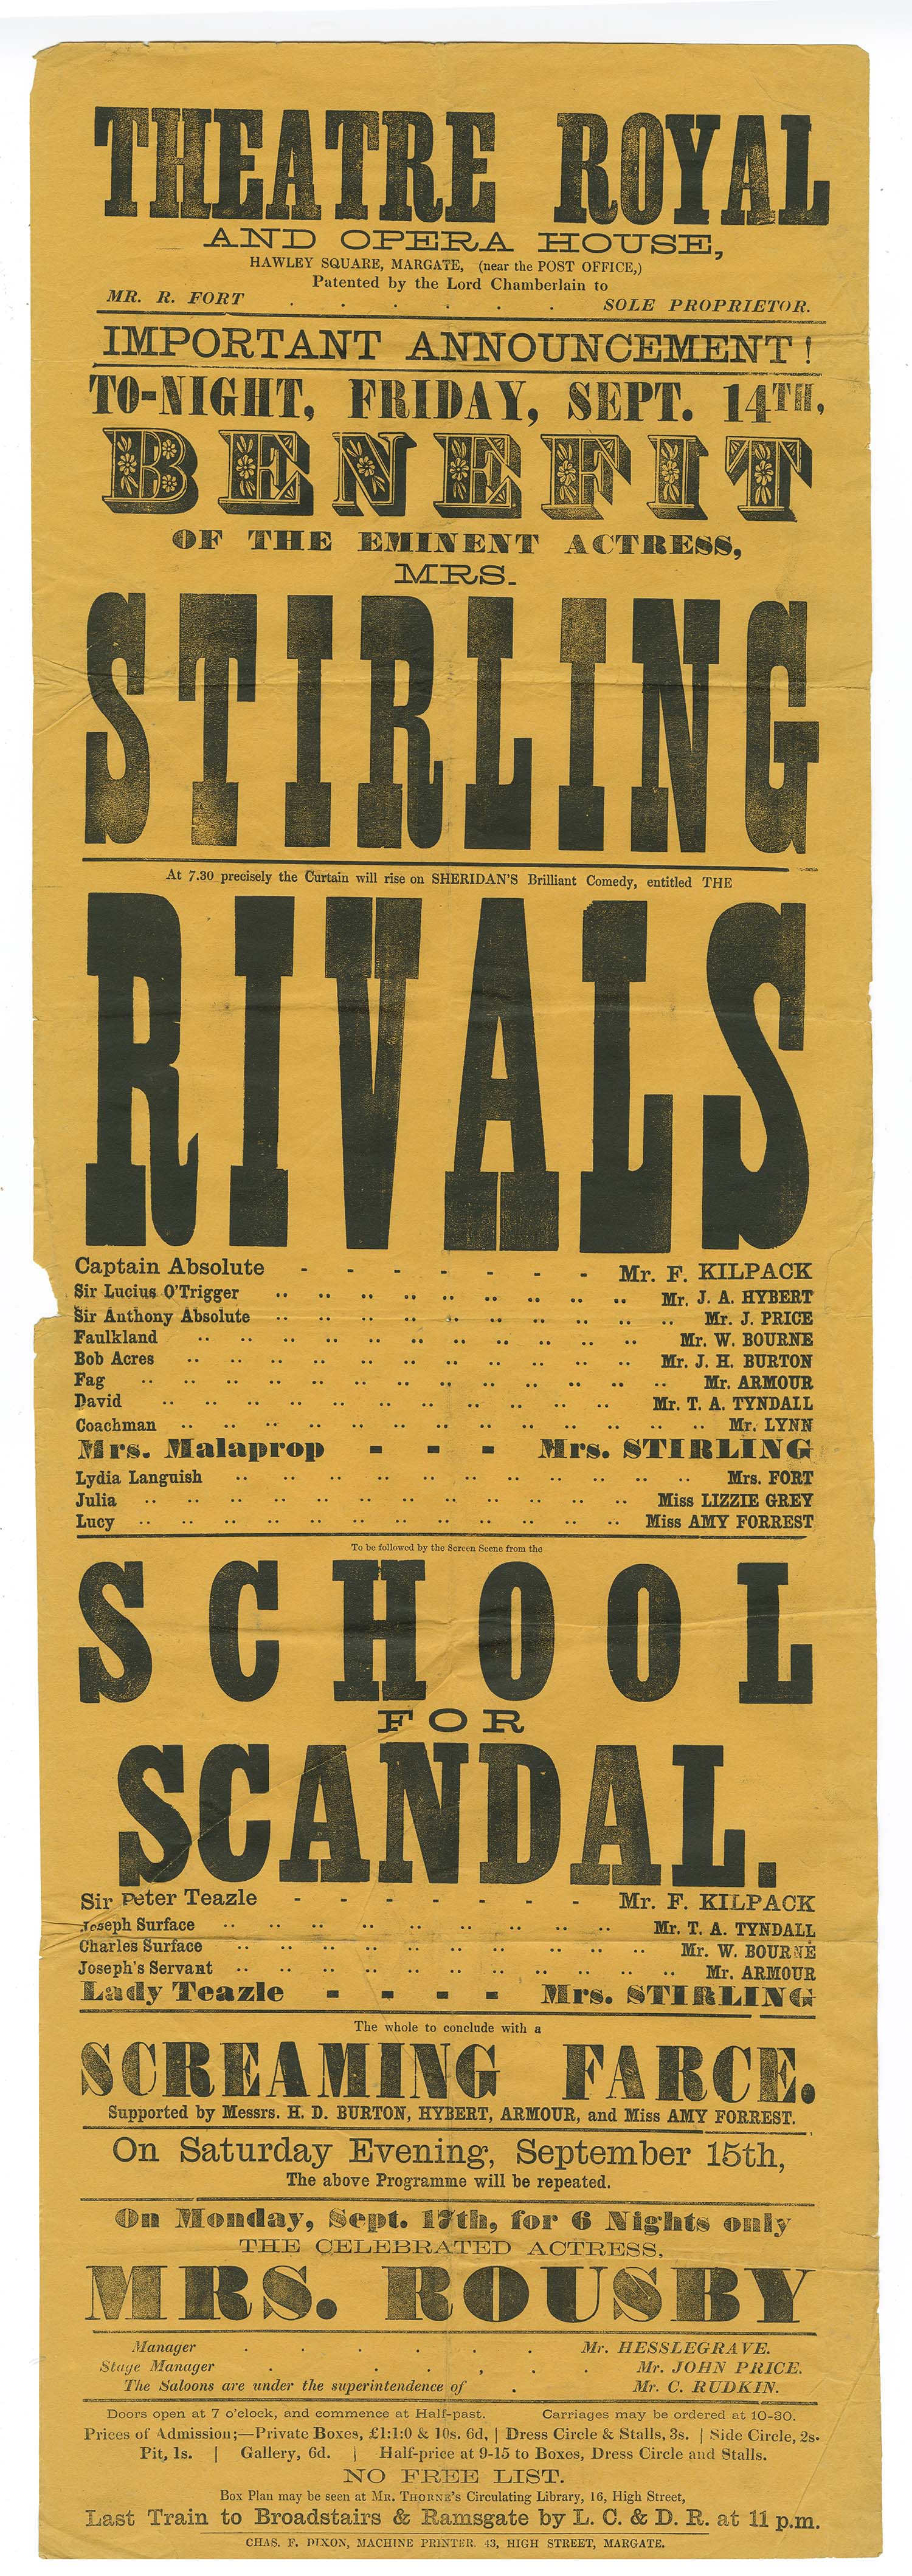 THEATRE ROYAL
AND OPERA HOUSE,
HAWLEY SQUARE, MARGATE, (near the POST OFFICE,)
Patented by the Lord Chamberlain to
MR. R. FORT . . . . . . SOLE PROPRIETOR.
IMPORTANT ANNOUNCEMENT!
TO-NIGHT, FRIDAY, SEPT. 14TH,
BENEFIT
OF THE EMINENT ACTRESS,
MRS.
STIRLING
At 7.30 precisely the Curtain will rise on SHERIDAN'S Brilliant Comedy, entitled THE
RIVALS
Captain Absolute - - - - - - - Mr. F. KILPACK
Sir Lucius O'Trigger .. .. .. .. .. .. .. .. .. Mr. J. A. HYBERT
Sir Anthony Absolute .. .. .. .. .. .. .. .. .. .. Mr. J. PRICE
Faulkland .. .. .. .. .. .. .. .. .. .. .. Mr. W. BOURNE
Bob Acres .. .. .. .. .. .. .. .. .. .. .. Mr. J. H. BURTON
Fag .. .. .. .. .. .. .. .. .. .. .. .. .. Mr. ARMOUR
David .. .. .. .. .. .. .. .. .. .. .. Mr. T. A. TYNDALL
Coachman .. .. .. .. .. .. .. .. .. .. .. .. .. Mr. LYNN
Mrs. Malaprop - - - Mrs. STIRLING
Lydia Languish .. .. .. .. .. .. .. .. .. .. .. Mrs. FORT
Julia .. .. .. .. .. .. .. .. .. .. .. .. Miss LIZZIE GREY
Lucy .. .. .. .. .. .. .. .. .. .. .. .. Miss AMY FORREST
To be followed by the Screen Scene from the
SCHOOL
FOR
SCANDAL.
Sir Peter Teazle - - - - - - - Mr. F. KILPACK
Joseph Surface .. .. .. .. .. .. .. .. .. .. Mr. T. A. TYNDALL
Charles Surface .. .. .. .. .. .. .. .. .. .. Mr. W. BOURNE
Joseph's Servant .. .. .. .. .. .. .. .. .. .. .. Mr. ARMOUR
Lady Teazle - - - - Mrs. STIRLING
The whole to conclude with a
SCREAMING FARCE.
Supported by Messrs. H. D. BURTON, HYBERT, ARMOUR, and Miss AMY FORREST.
On Saturday Evening, September 15th,
The above Programme will be repeated.
On Monday, Sept. 17th, for 6 Nights only
THE CELEBRATED ACTRESS,
MRS. ROUSBY
Manager . . . . . . Mr. HESSLEGRAVE.
Stage Manager . . . , . . Mr. JOHN PRICE.
The Saloons are under the superintendence of . Mr. C. RUDKIN.
Doors open at 7 o'clock, and commence at Half-past. Carriages may be ordered at 10-30.
Prices of Admission;—Private Boxes, £1:1:0 & 10s. 6d, | Dress Circle & Stalls, 3s. | Side Circle, 2s.
Pit, 1s. | Gallery, 6d. | Half-price at 9-15 to Boxes, Dress Circle and Stalls.
NO FREE LIST.
Box Plan may be seen at MR. THORNE'S Circulating Library, 16, High Street,
Last Train to Broadstairs & Ramsgate by L. C. & D. R. at 11 p.m.
CHAS. F. DIXON, MACHINE PRINTER. 43, HIGH STREET, MARGATE.